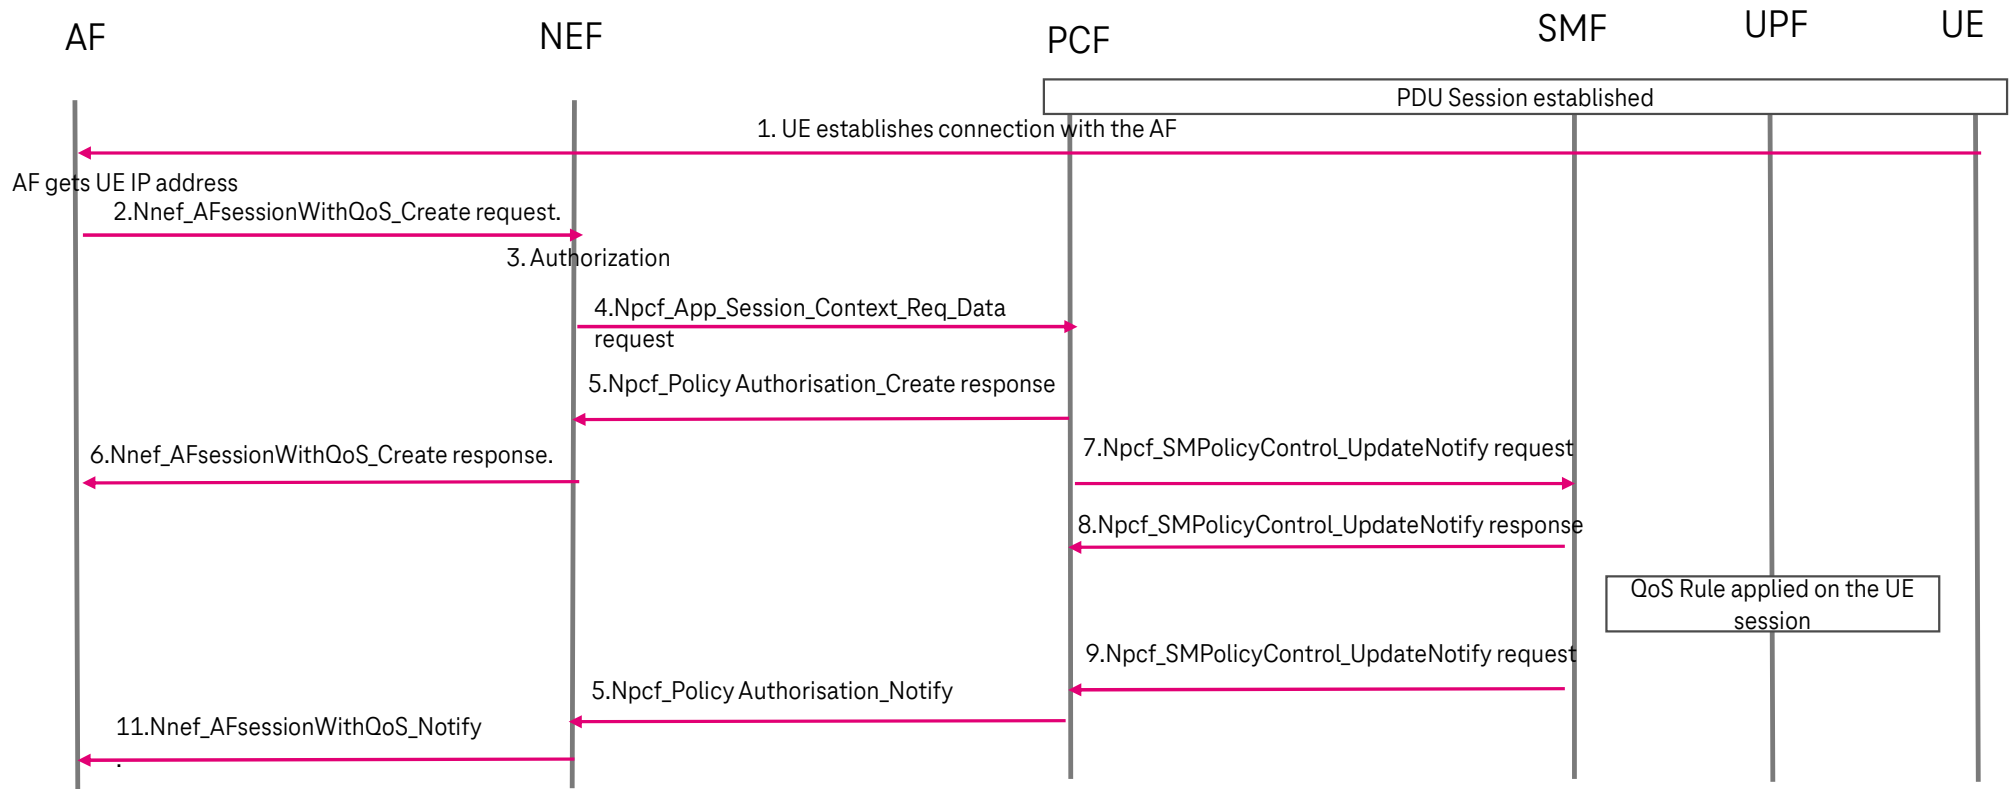 AF
NEF
PCF
SMF
UPF
UE
PDU Session established
1. UE establishes connection with the AF
AF gets UE IP address
2.Nnef_AFsessionWithQoS_Create request.
3. Authorization
4.Npcf_App_Session_Context_Req_Data
request
5.Npcf_Policy Authorisation_Create response
6.Nnef_AFsessionWithQoS_Create response.
7.Npcf_SMPolicyControl_UpdateNotify request
8.Npcf_SMPolicyControl_UpdateNotify response
QoS Rule applied on the UE
session
9.Npcf_SMPolicyControl_UpdateNotify request
5.Npcf_Policy Authorisation_Notify
11.Nnef_AFsessionWithQoS_Notify
.